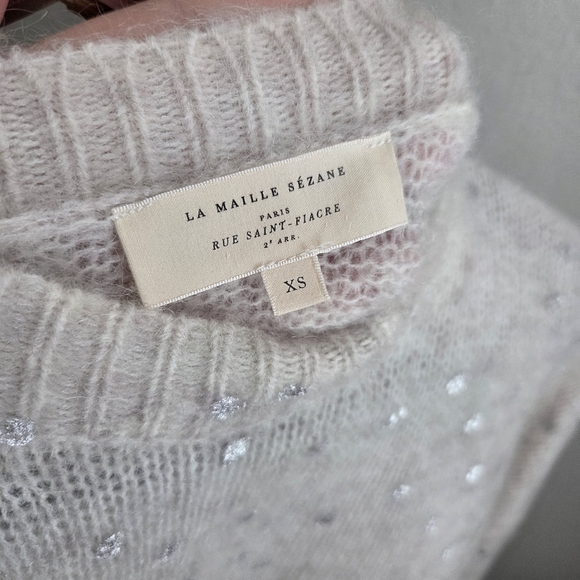 LA MAILLE SÉZANE
PARIS
RUE SAINT-FIACRE
2ᵉ ARR.
XS